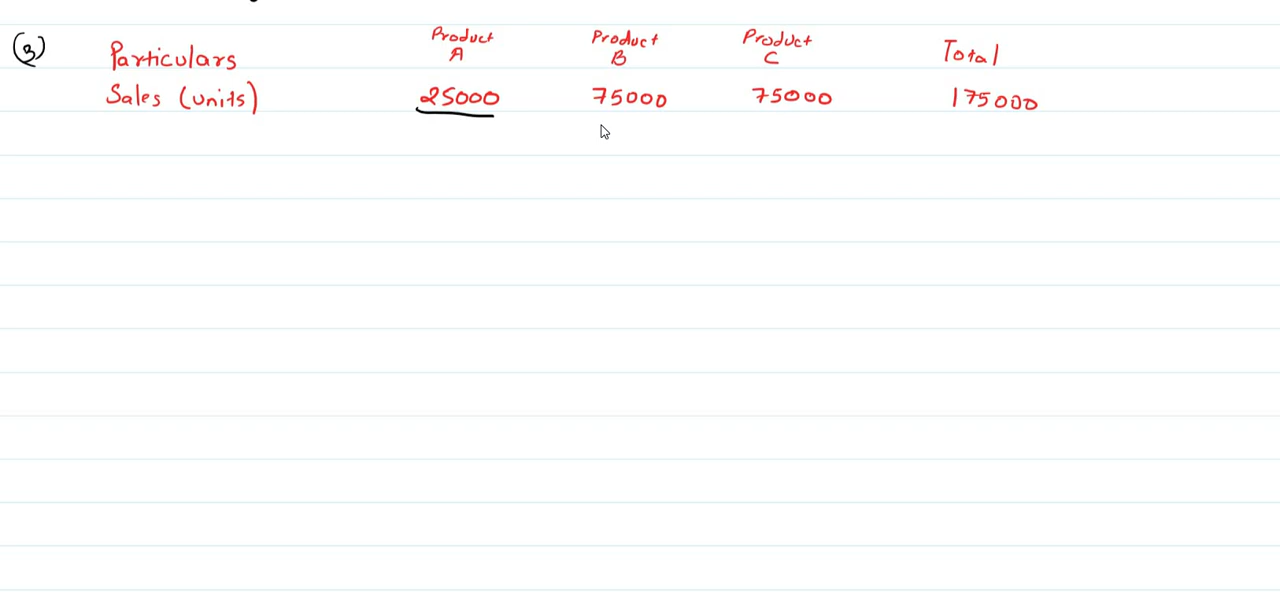 (3) Particulars Product A Product B Product C Total
Sales (units) 25000 75000 75000 175000